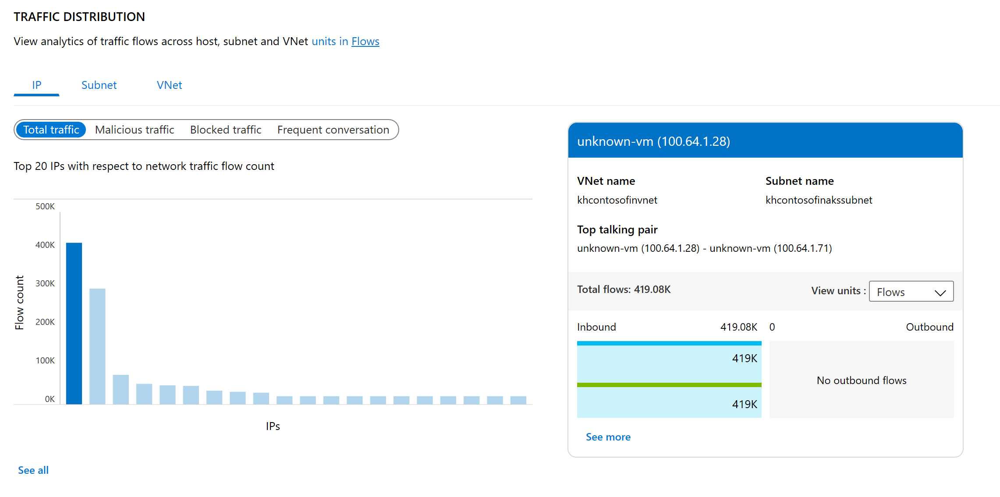 TRAFFIC DISTRIBUTION
View analytics of traffic flows across host, subnet and VNet units in Flows
IP Subnet VNet
Total traffic Malicious traffic Blocked traffic Frequent conversation
Top 20 IPs with respect to network traffic flow count
500K
400K
300K
200K
100K
0K
Flow count
IPs
See all
unknown-vm (100.64.1.28)
VNet name Subnet name
khcontosofinvnet khcontosofinakssubnet
Top talking pair
unknown-vm (100.64.1.28) - unknown-vm (100.64.1.71)
Total flows: 419.08K View units : Flows
Inbound 419.08K 0 Outbound
419K
No outbound flows
419K
See more